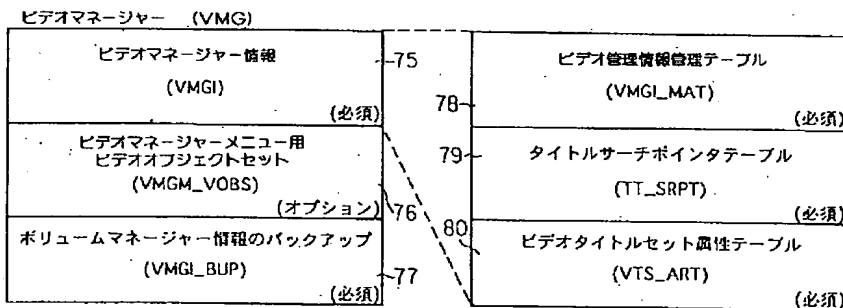 ビデオマネージャー (VMG)
ビデオマネージャー情報
(VMGI)
(必須)
75
ビデオマネージャーメニュー用
ビデオオブジェクトセット
(VMGM_VOBS)
(オプション)
76
ボリュームマネージャー情報のバックアップ
(VMGI_BUP)
(必須)
77
ビデオ管理情報管理テーブル
(VMGI_MAT)
(必須)
78
79
タイトルサーチポインタテーブル
(TT_SRPT)
(必須)
80
ビデオタイトルセット属性テーブル
(VTS_ART)
(必須)